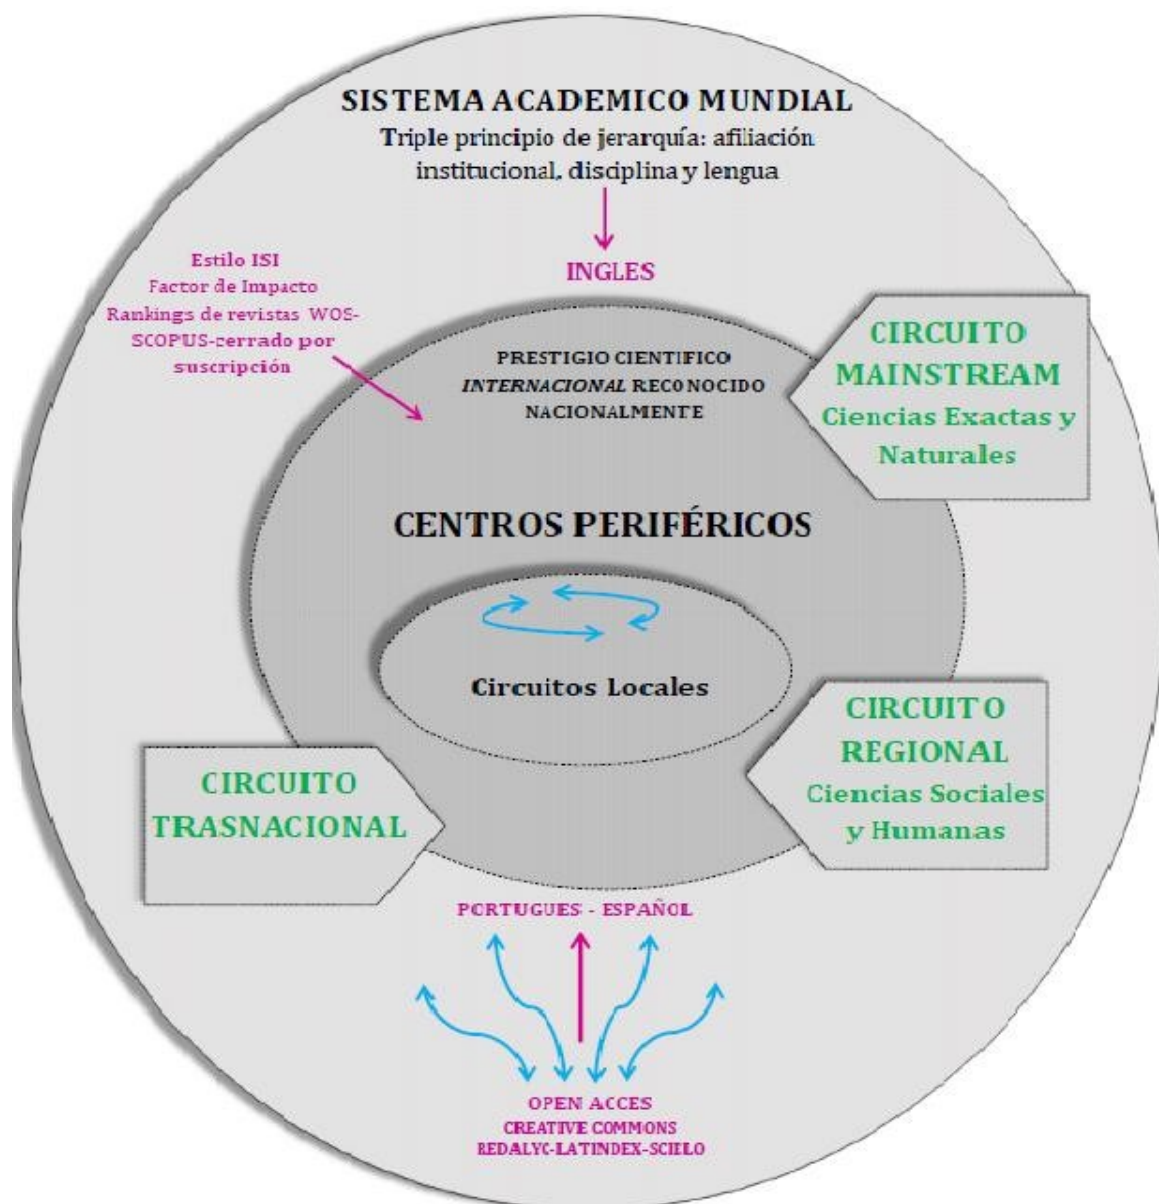 SISTEMA ACADEMICO MUNDIAL
Triple principio de jerarquía: afiliación
institucional, disciplina y lengua
INGLES
Estilo ISI
Factor de Impacto
Rankings de revistas WOS-
SCOPUS-cerrado por
suscripción
PRESTIGIO CIENTIFICO
INTERNACIONAL RECONOCIDO
NACIONALMENTE
CIRCUITO
MAINSTREAM
Ciencias Exactas y
Naturales
CENTROS PERIFÉRICOS
Circuitos Locales
CIRCUITO
REGIONAL
Ciencias Sociales
y Humanas
CIRCUITO
TRASNACIONAL
PORTUGUES - ESPAÑOL
OPEN ACCES
CREATIVE COMMONS
REDALYC-LATINDEX-SCIELO